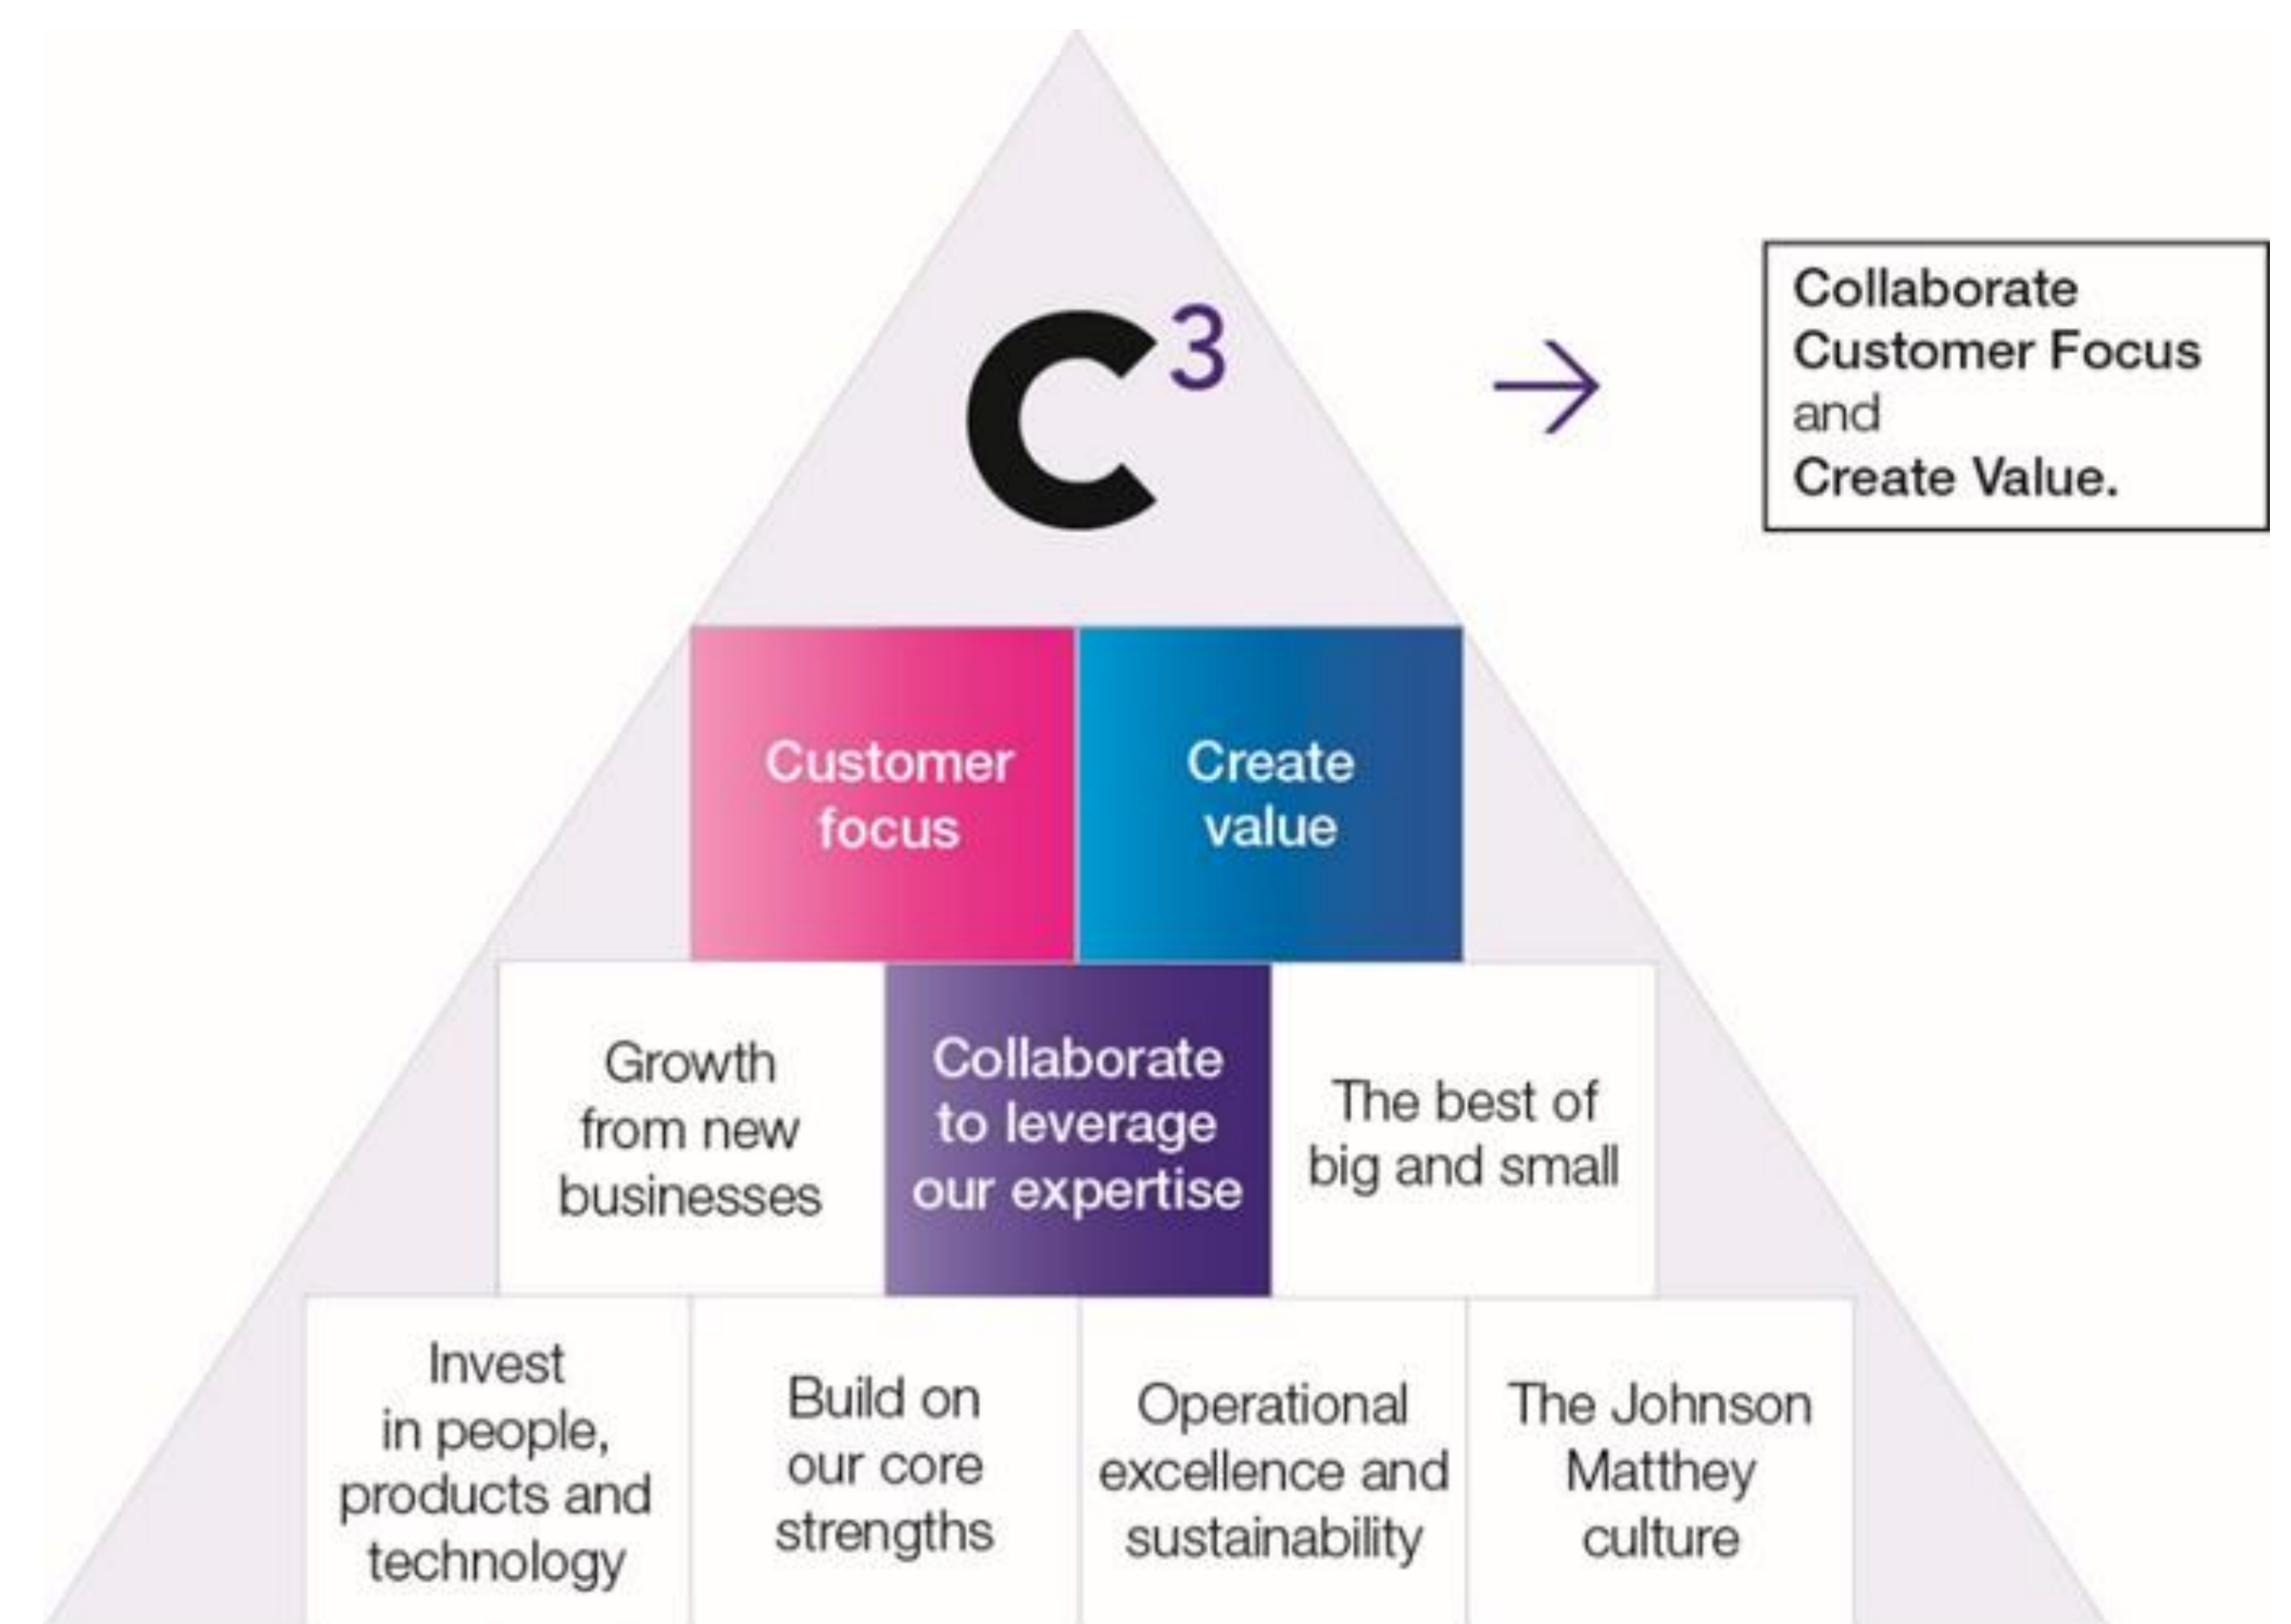 C³
Collaborate
Customer Focus
and
Create Value.
Customer
focus
Create
value
Growth
from new
businesses
Collaborate
to leverage
our expertise
The best of
big and small
Invest
in people,
products and
technology
Build on
our core
strengths
Operational
excellence and
sustainability
The Johnson
Matthey
culture